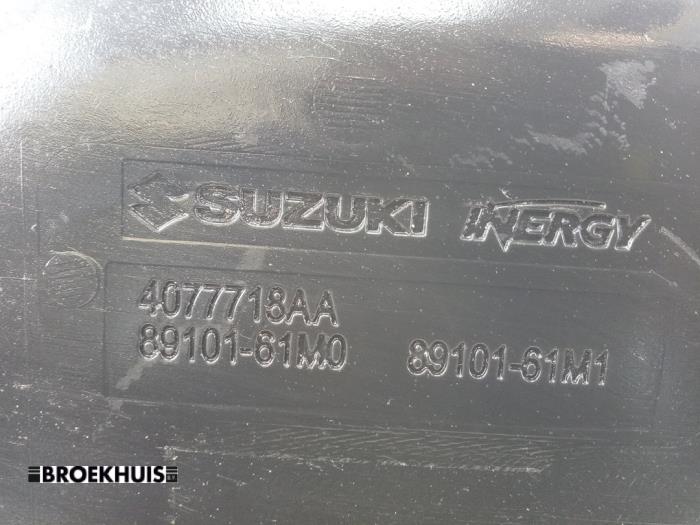 SUZUKI INERGY
4077718AA
89101-61M0 89101-61M1
BROEKHUIS